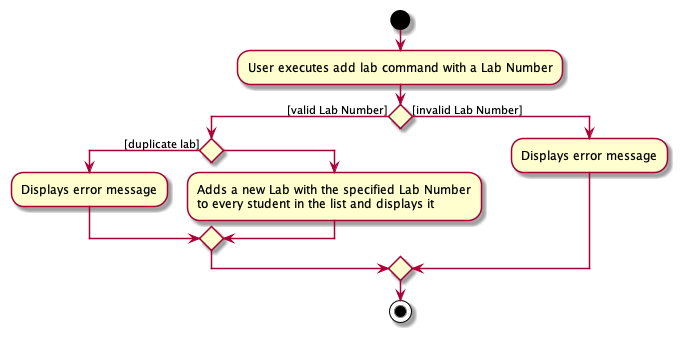 User executes add lab command with a Lab Number
[valid Lab Number]
[invalid Lab Number]
[duplicate lab]
Displays error message
Displays error message
Adds a new Lab with the specified Lab Number
to every student in the list and displays it